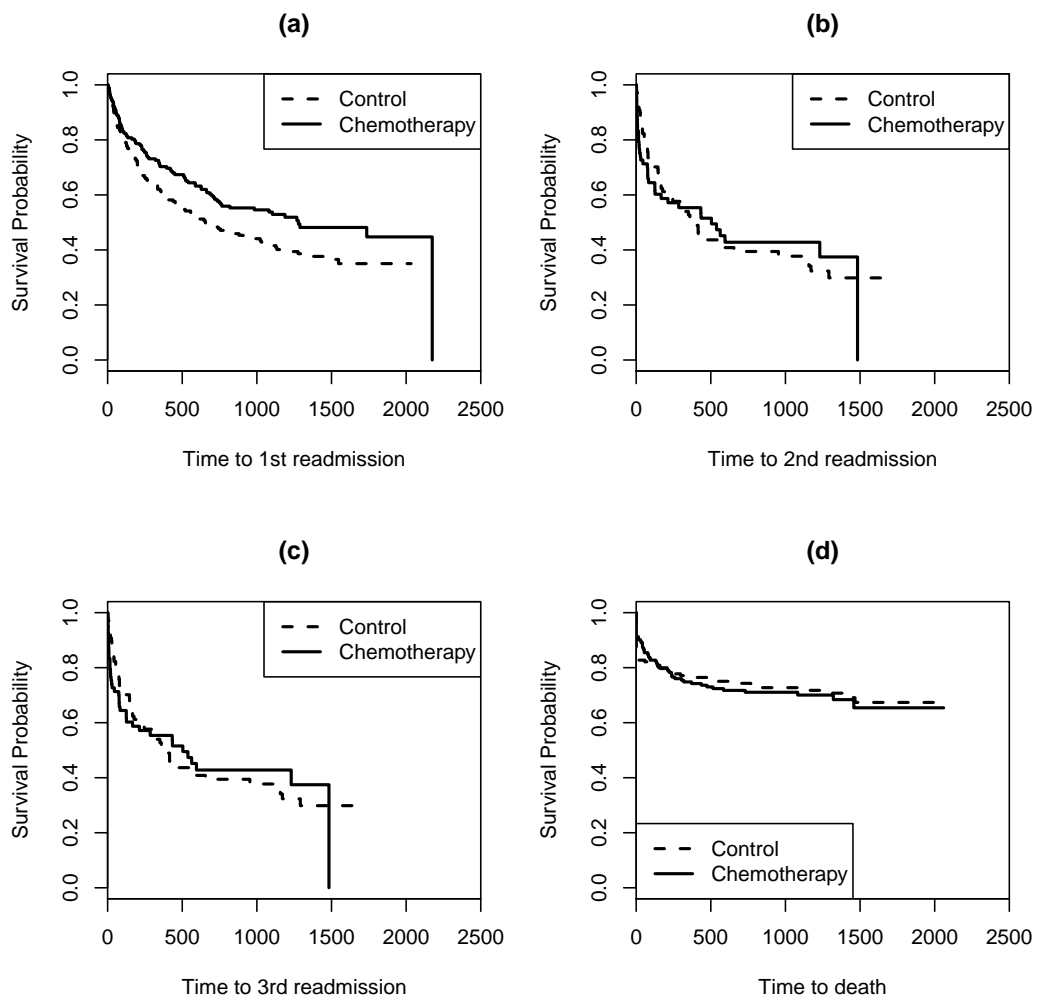 (a)
Survival Probability
1.0
0.8
0.6
0.4
0.2
0.0
Control
Chemotherapy
0 500 1000 1500 2000 2500
Time to 1st readmission
(b)
Survival Probability
1.0
0.8
0.6
0.4
0.2
0.0
Control
Chemotherapy
0 500 1000 1500 2000 2500
Time to 2nd readmission
(c)
Survival Probability
1.0
0.8
0.6
0.4
0.2
0.0
Control
Chemotherapy
0 500 1000 1500 2000 2500
Time to 3rd readmission
(d)
Survival Probability
1.0
0.8
0.6
0.4
0.2
0.0
Control
Chemotherapy
0 500 1000 1500 2000 2500
Time to death